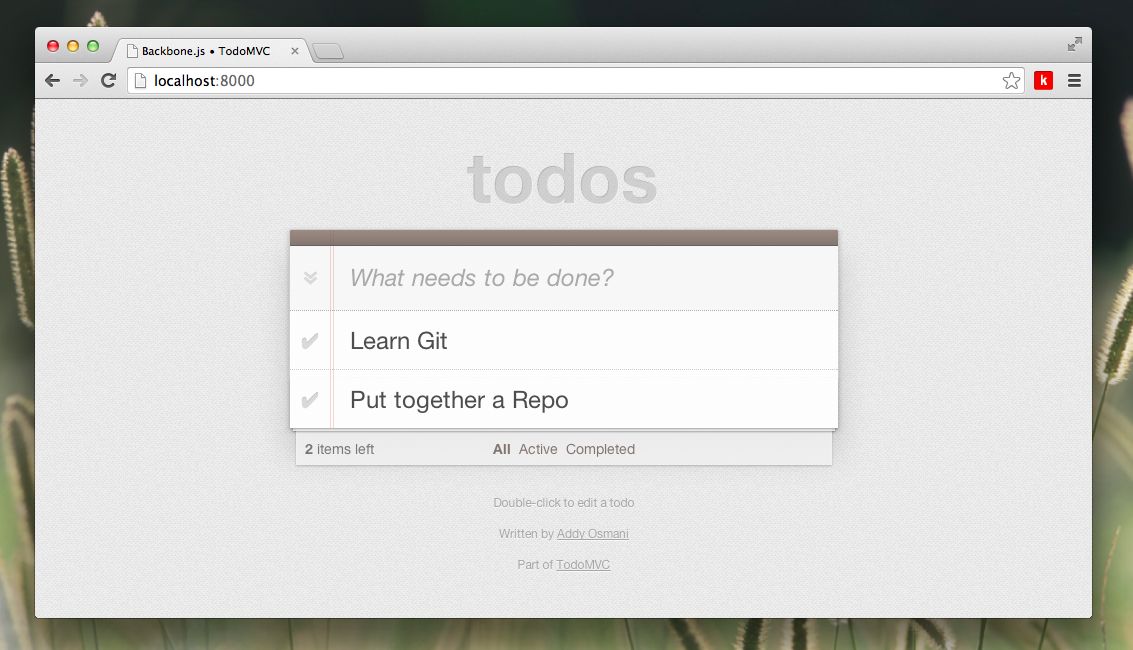 Backbone.js • TodoMVC
localhost:8000
k
todos
What needs to be done?
Learn Git
Put together a Repo
2 items left All Active Completed
Double-click to edit a todo
Written by Addy Osmani
Part of TodoMVC